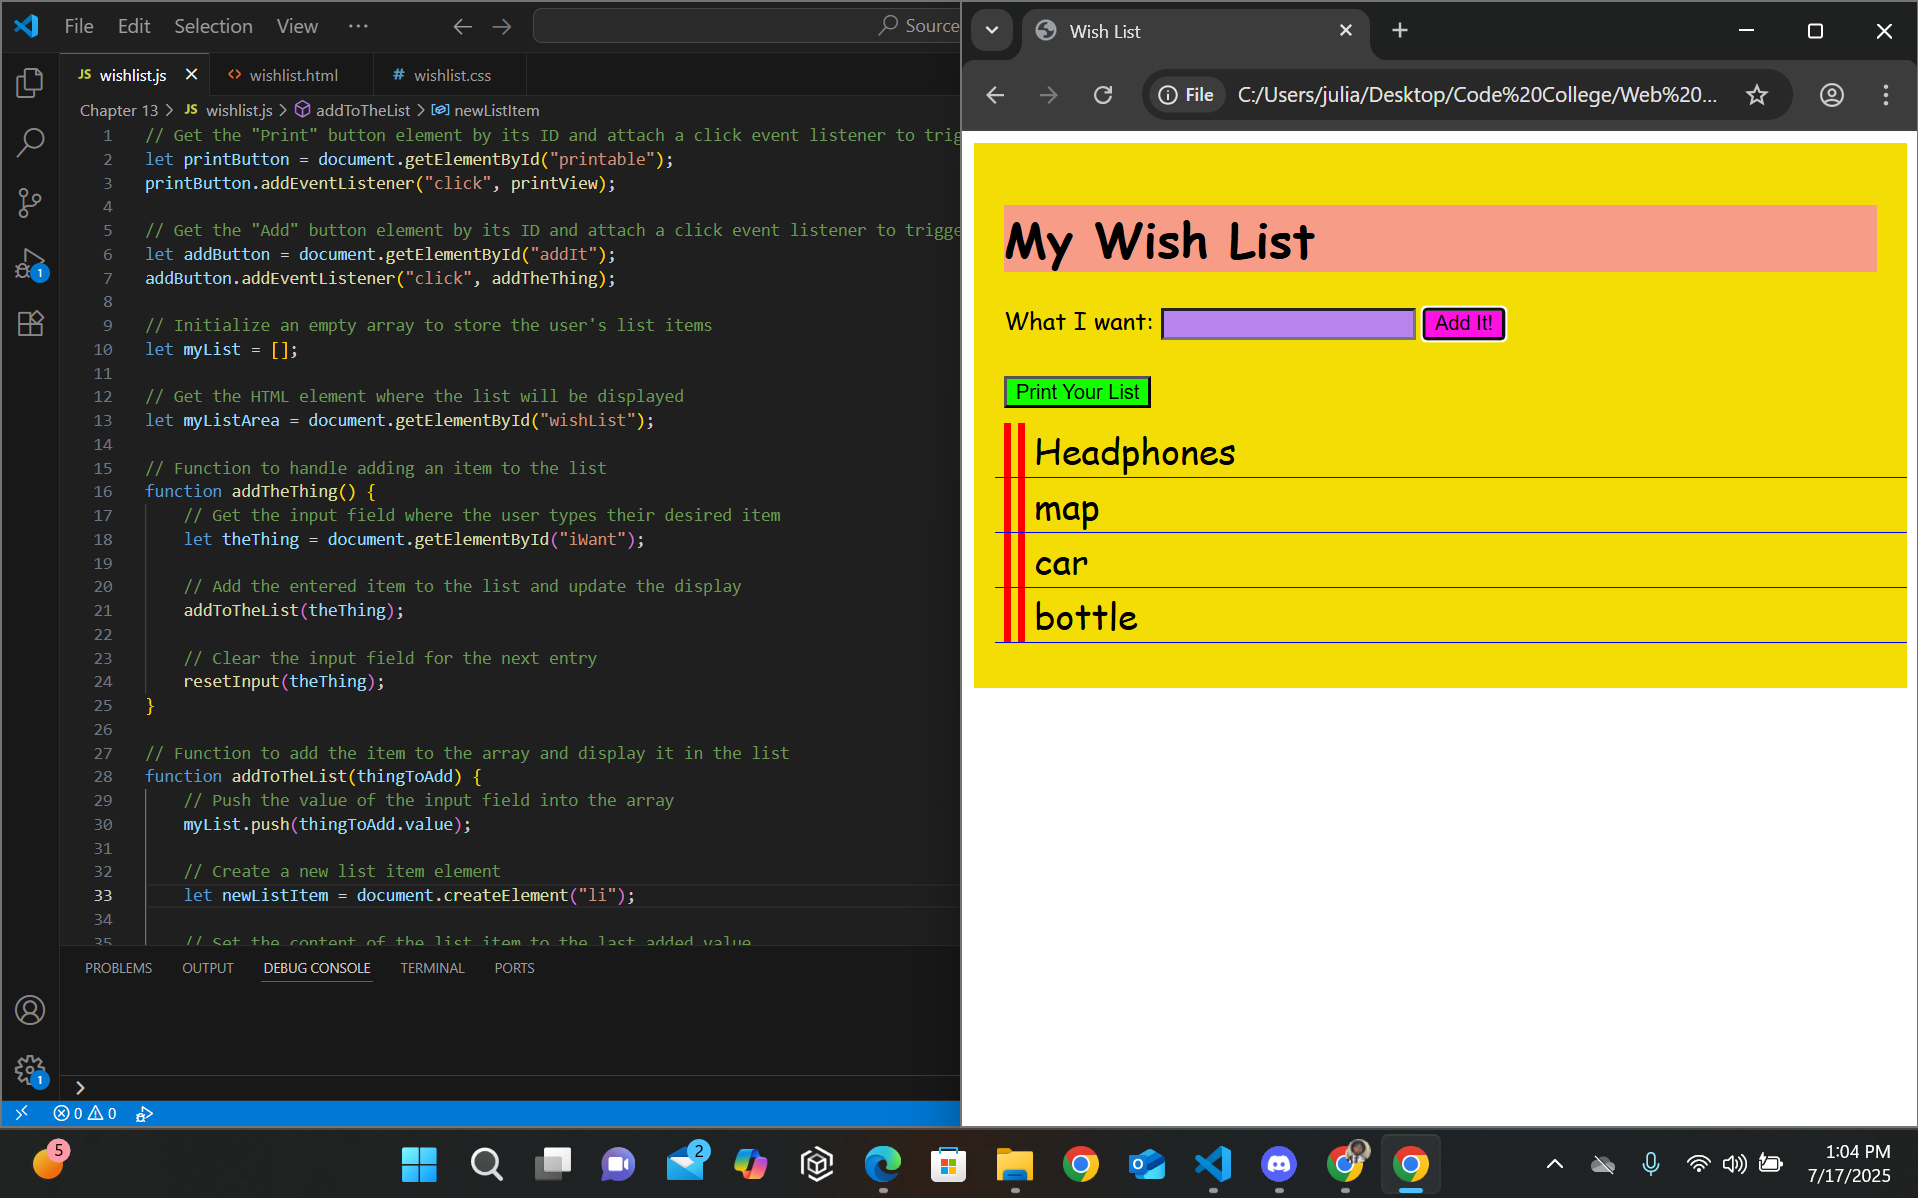 File Edit Selection View ··· Source
JS wishlist.js <> wishlist.html # wishlist.css
Chapter 13 > JS wishlist.js > addToTheList > newListItem
1 // Get the "Print" button element by its ID and attach a click event listener to trig
2 let printButton = document.getElementById("printable");
3 printButton.addEventListener("click", printView);
4
5 // Get the "Add" button element by its ID and attach a click event listener to trigge
6 let addButton = document.getElementById("addIt");
7 addButton.addEventListener("click", addTheThing);
8
9 // Initialize an empty array to store the user's list items
10 let myList = [];
11
12 // Get the HTML element where the list will be displayed
13 let myListArea = document.getElementById("wishList");
14
15 // Function to handle adding an item to the list
16 function addTheThing() {
17 // Get the input field where the user types their desired item
18 let theThing = document.getElementById("iWant");
19
20 // Add the entered item to the list and update the display
21 addToTheList(theThing);
22
23 // Clear the input field for the next entry
24 resetInput(theThing);
25 }
26
27 // Function to add the item to the array and display it in the list
28 function addToTheList(thingToAdd) {
29 // Push the value of the input field into the array
30 myList.push(thingToAdd.value);
31
32 // Create a new list item element
33 let newListItem = document.createElement("li");
34
35 // Set the content of the list item to the last added value
PROBLEMS OUTPUT DEBUG CONSOLE TERMINAL PORTS
1
1
0 0
Wish List
File C:/Users/julia/Desktop/Code%20College/Web%20...
My Wish List
What I want: Add It!
Print Your List
Headphones
map
car
bottle
5
2
1:04 PM
7/17/2025